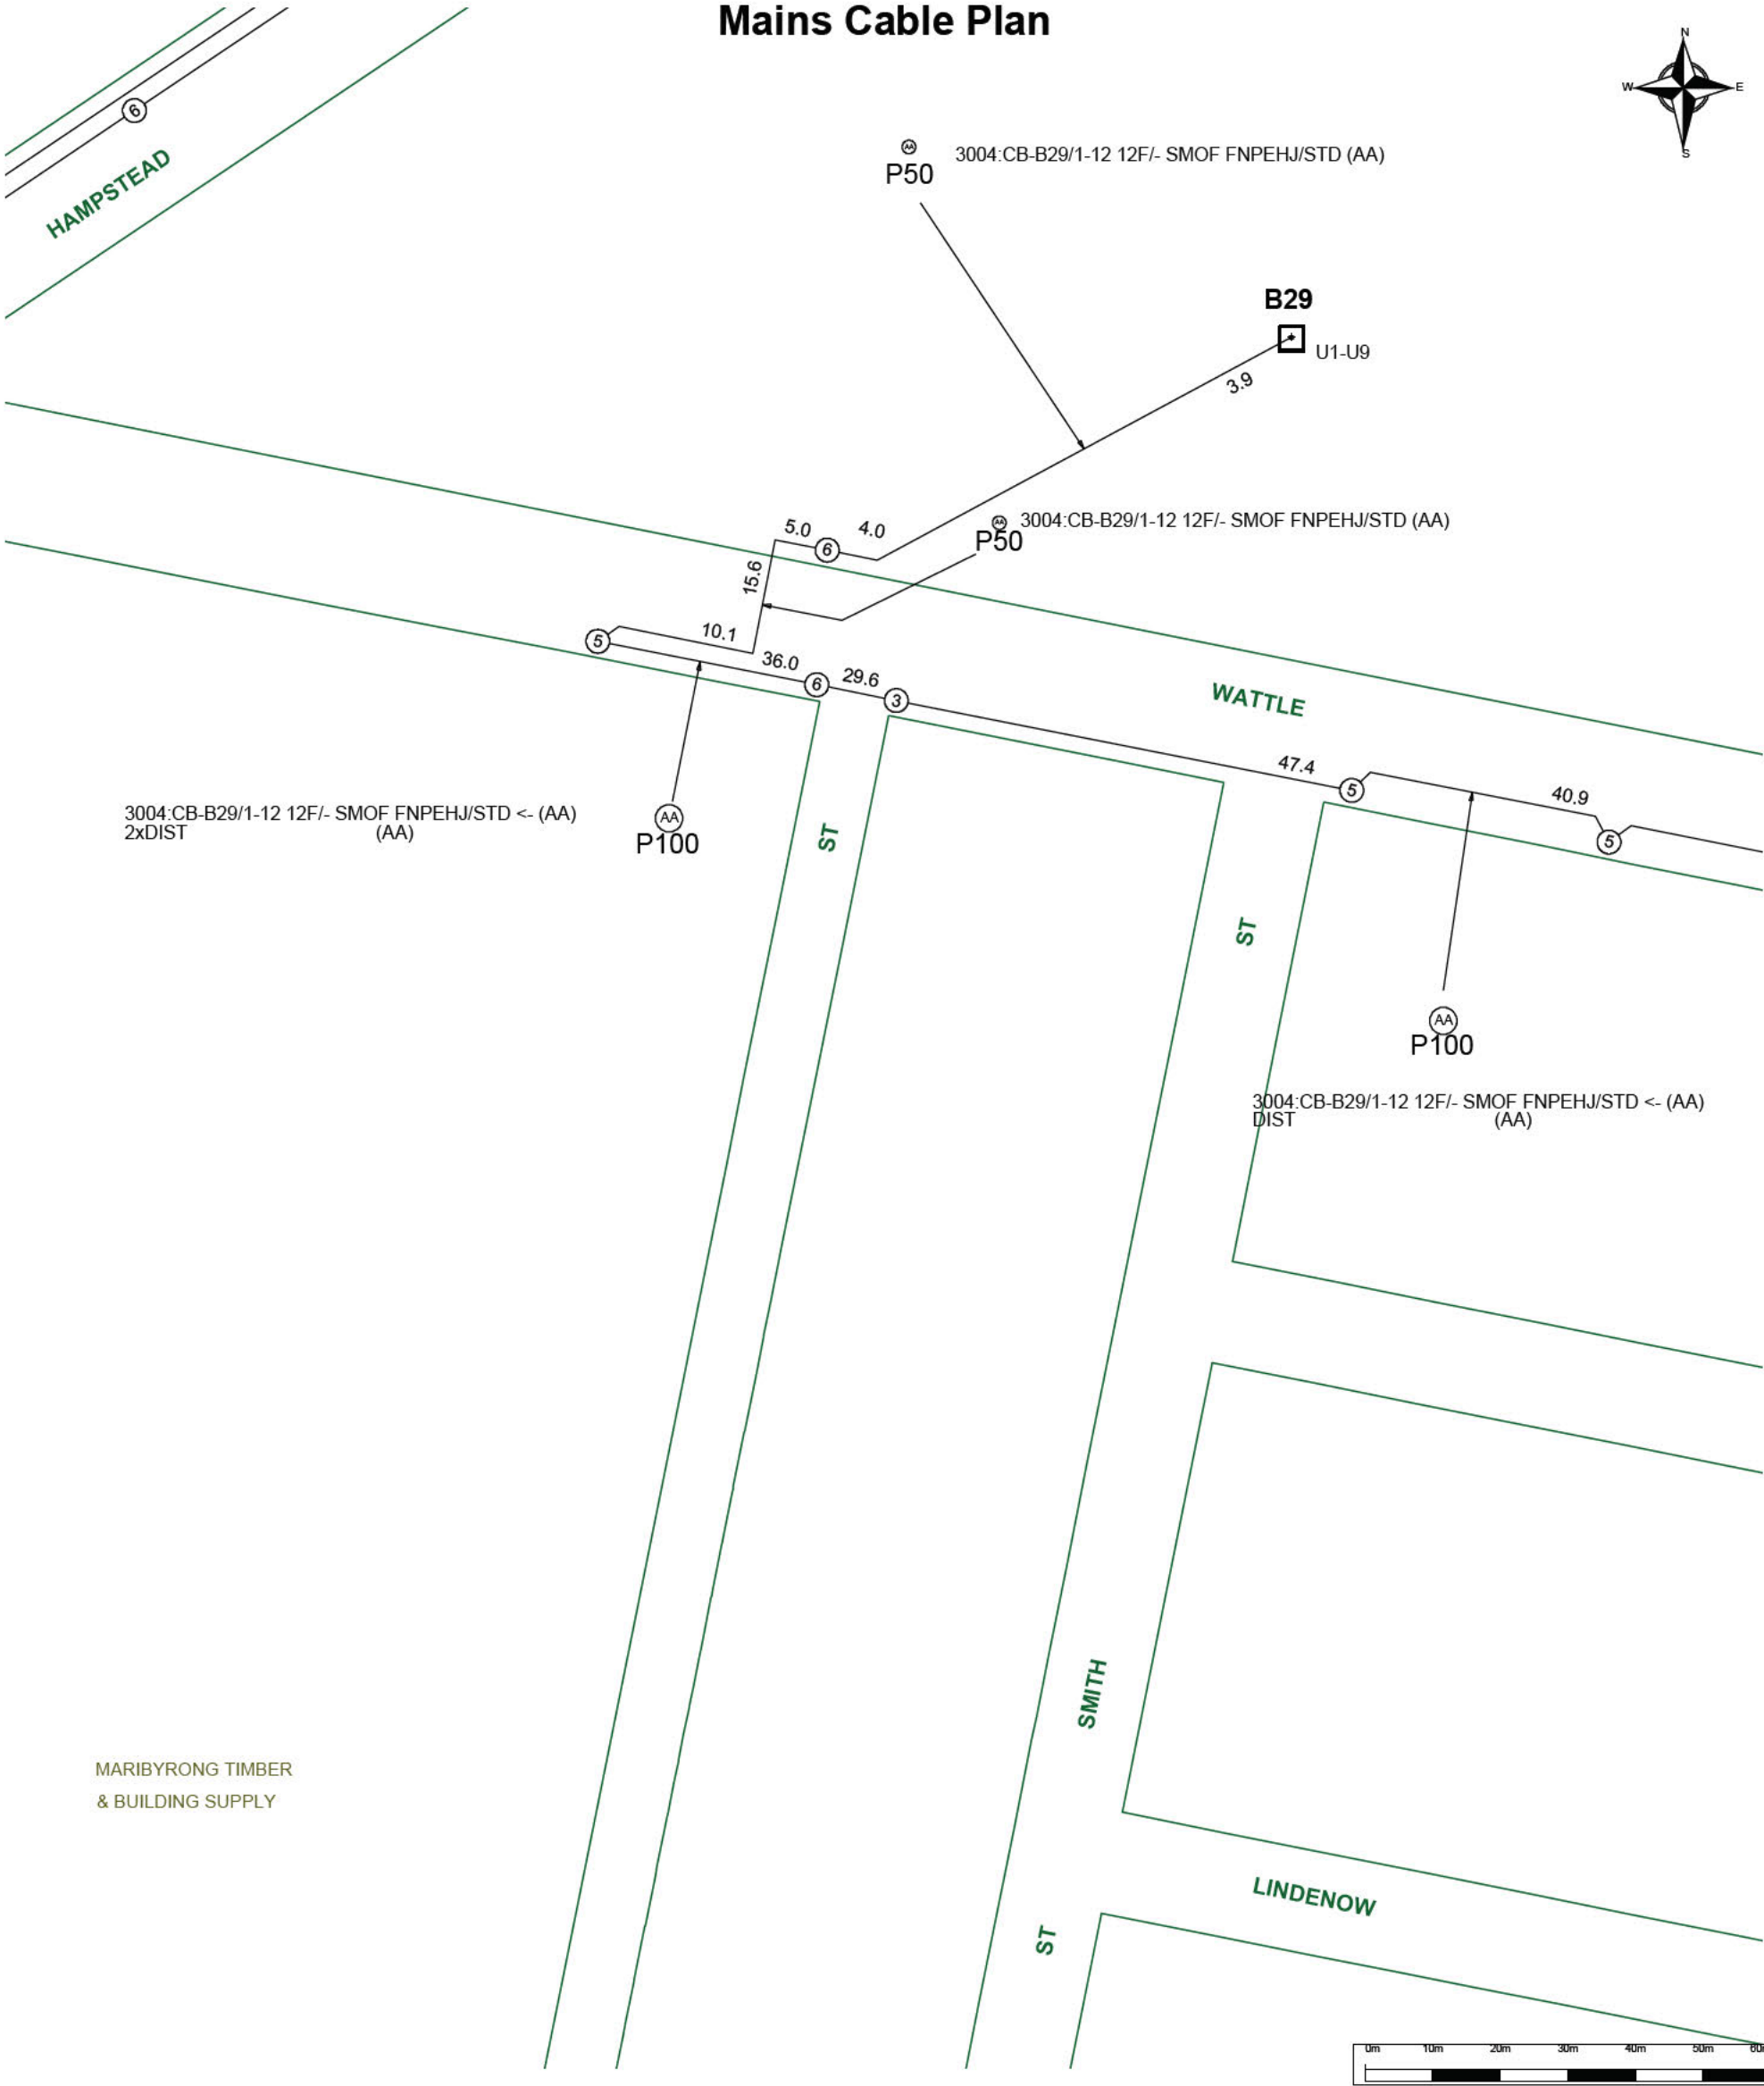 Mains Cable Plan
N
W
E
S
6
HAMPSTEAD
AA
P50
3004:CB-B29/1-12 12F/- SMOF FNPEHJ/STD (AA)
B29
U1-U9
3.9
5.0
6
4.0
AA
P50
3004:CB-B29/1-12 12F/- SMOF FNPEHJ/STD (AA)
15.6
5
10.1
36.0
6
29.6
3
WATTLE
47.4
5
40.9
5
3004:CB-B29/1-12 12F/- SMOF FNPEHJ/STD <- (AA)
2xDIST (AA)
AA
P100
ST
ST
AA
P100
3004:CB-B29/1-12 12F/- SMOF FNPEHJ/STD <- (AA)
DIST (AA)
SMITH
MARIBYRONG TIMBER
& BUILDING SUPPLY
LINDENOW
ST
0m 10m 20m 30m 40m 50m